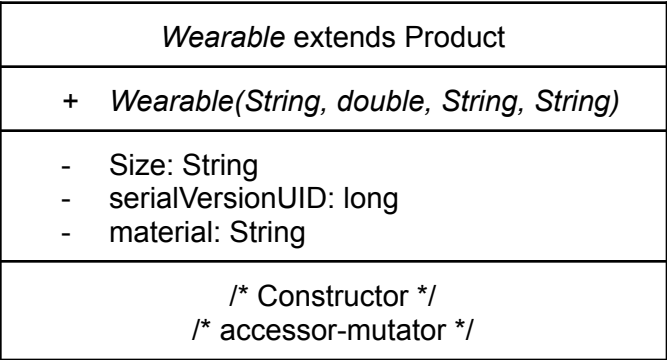 Wearable extends Product
+ Wearable(String, double, String, String)
- Size: String
- serialVersionUID: long
- material: String
/* Constructor */
/* accessor-mutator */